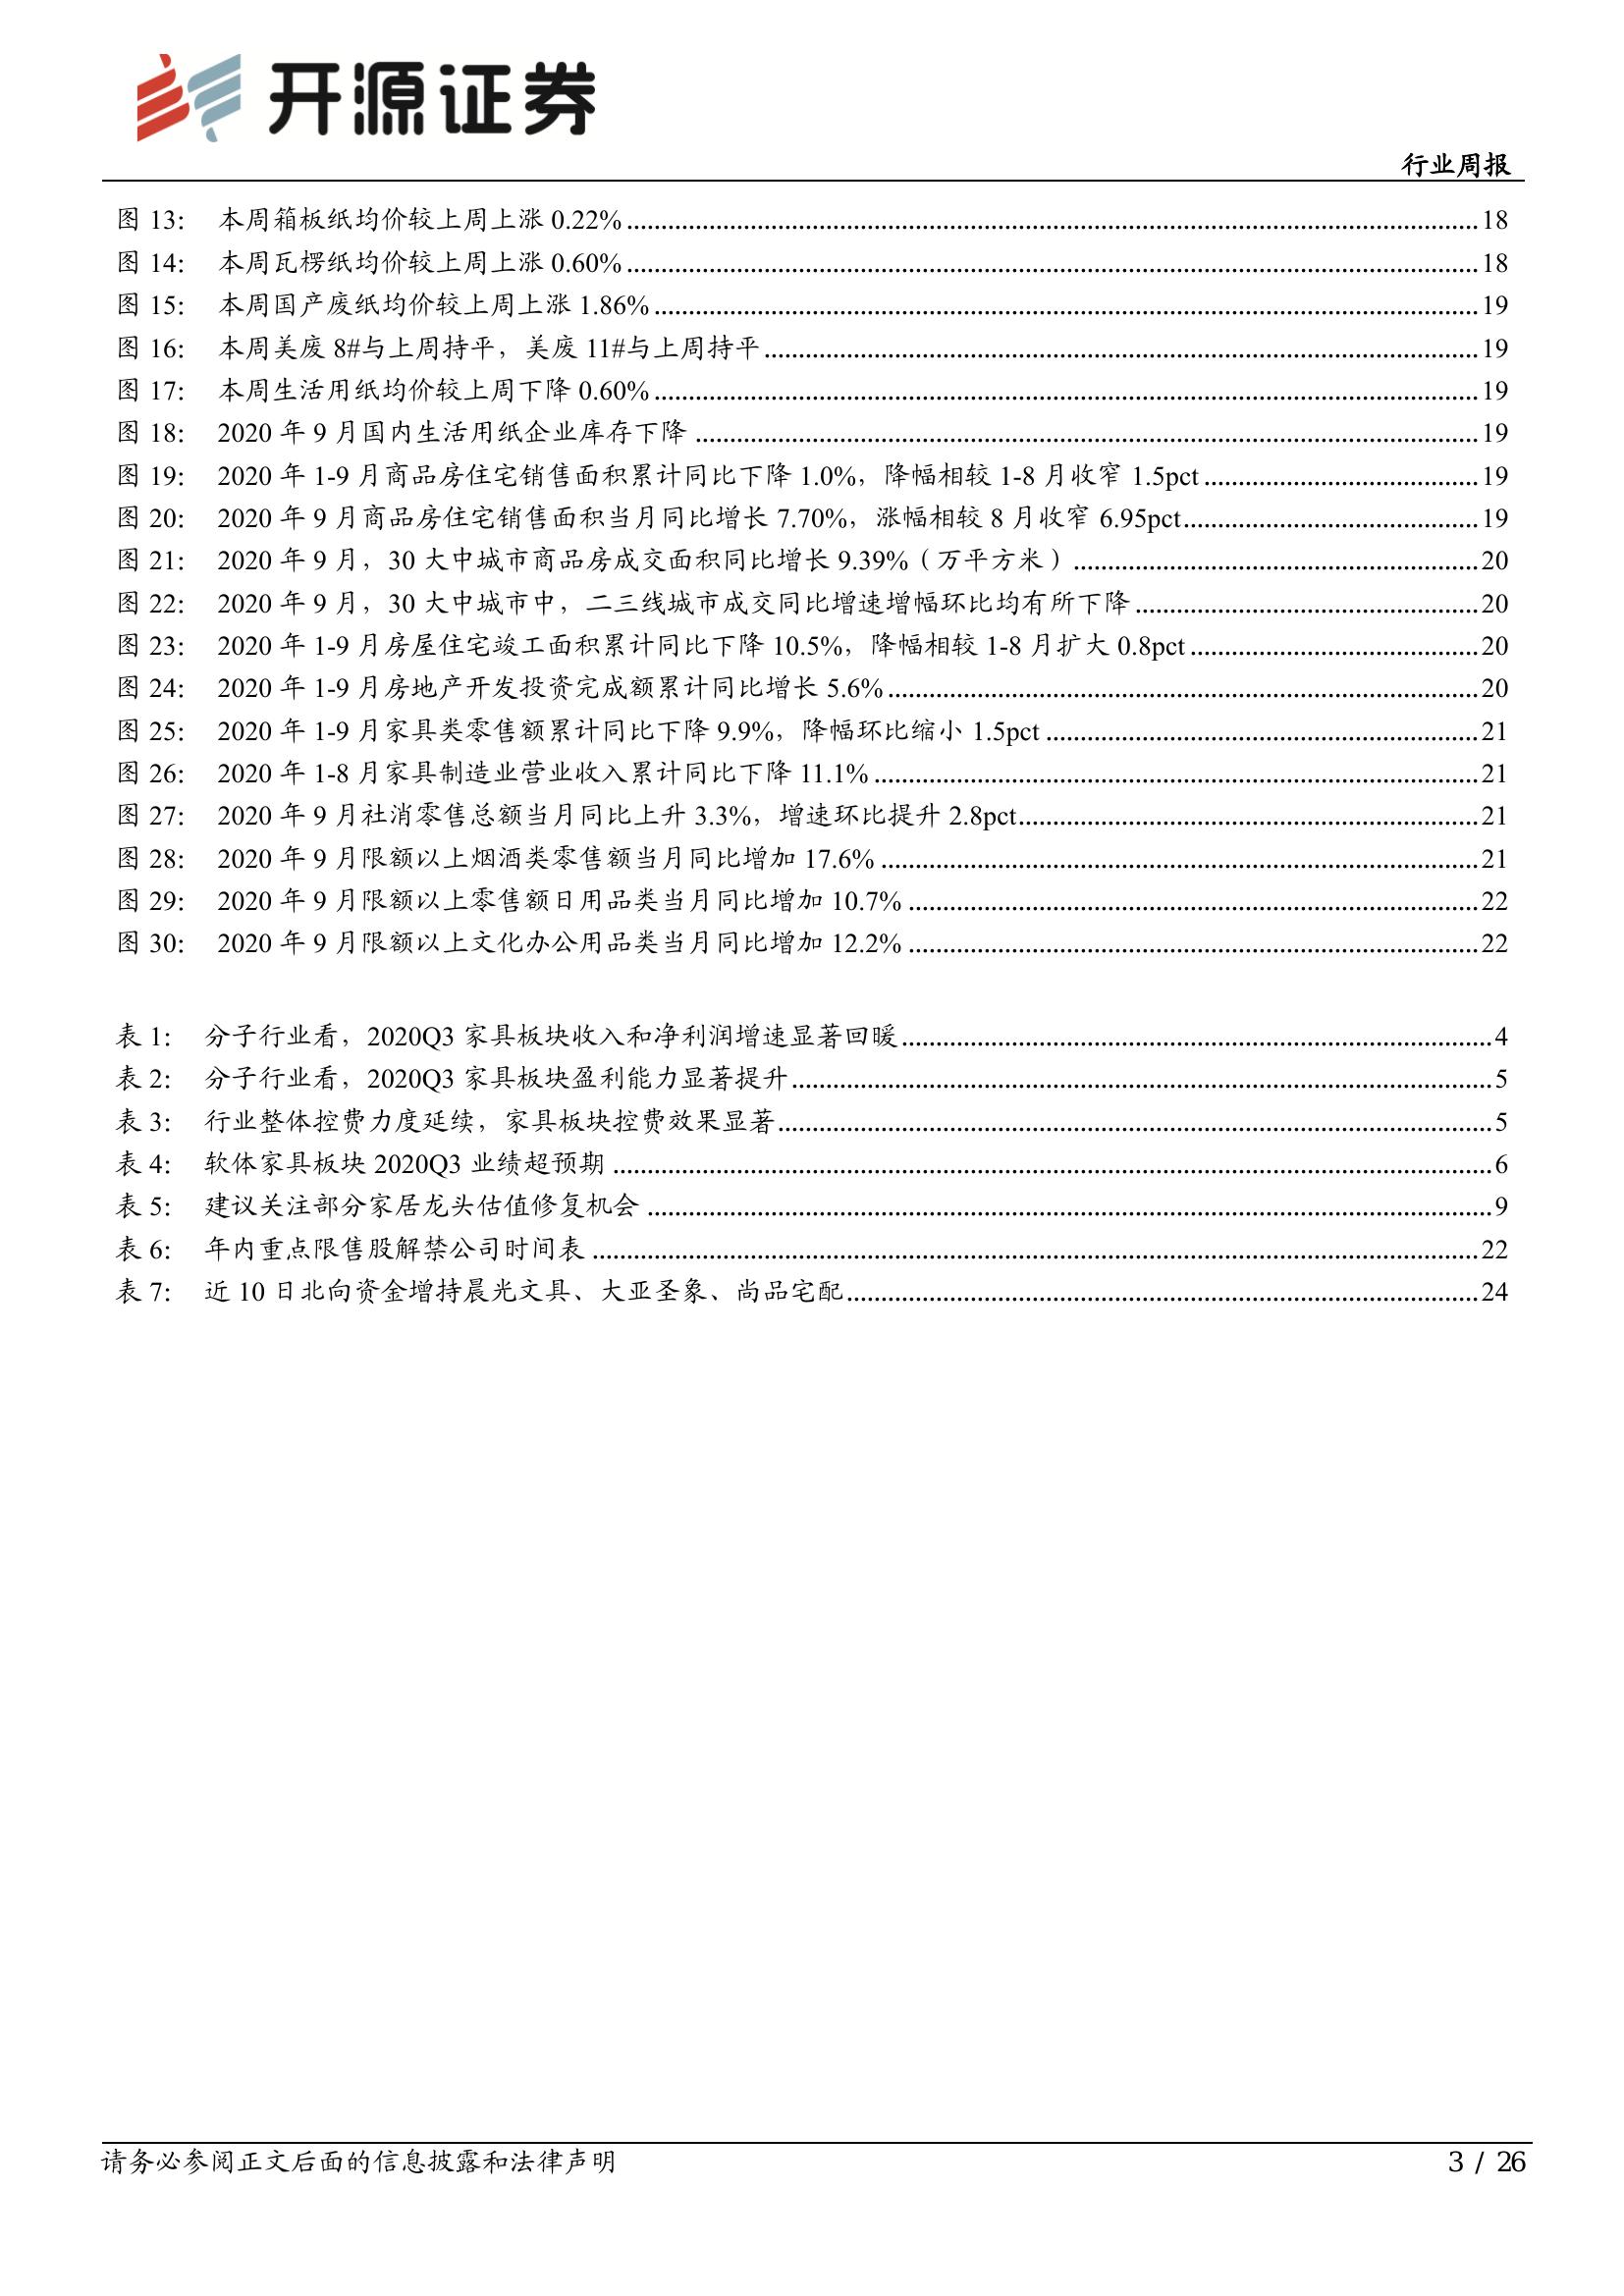 开源证券
行业周报
图 13： 本周箱板纸均价较上周上涨 0.22% 18
图 14： 本周瓦楞纸均价较上周上涨 0.60% 18
图 15： 本周国产废纸均价较上周上涨 1.86% 19
图 16： 本周美废 8#与上周持平，美废 11#与上周持平 19
图 17： 本周生活用纸均价较上周下降 0.60% 19
图 18： 2020 年 9 月国内生活用纸企业库存下降 19
图 19： 2020 年 1-9 月商品房住宅销售面积累计同比下降 1.0%，降幅相较 1-8 月收窄 1.5pct 19
图 20： 2020 年 9 月商品房住宅销售面积当月同比增长 7.70%，涨幅相较 8 月收窄 6.95pct 19
图 21： 2020 年 9 月，30 大中城市商品房成交面积同比增长 9.39%（万平方米） 20
图 22： 2020 年 9 月，30 大中城市中，二三线城市成交同比增速增幅环比均有所下降 20
图 23： 2020 年 1-9 月房屋住宅竣工面积累计同比下降 10.5%，降幅相较 1-8 月扩大 0.8pct 20
图 24： 2020 年 1-9 月房地产开发投资完成额累计同比增长 5.6% 20
图 25： 2020 年 1-9 月家具类零售额累计同比下降 9.9%，降幅环比缩小 1.5pct 21
图 26： 2020 年 1-8 月家具制造业营业收入累计同比下降 11.1% 21
图 27： 2020 年 9 月社消零售总额当月同比上升 3.3%，增速环比提升 2.8pct 21
图 28： 2020 年 9 月限额以上烟酒类零售额当月同比增加 17.6% 21
图 29： 2020 年 9 月限额以上零售额日用品类当月同比增加 10.7% 22
图 30： 2020 年 9 月限额以上文化办公用品类当月同比增加 12.2% 22
表 1： 分子行业看，2020Q3 家具板块收入和净利润增速显著回暖 4
表 2： 分子行业看，2020Q3 家具板块盈利能力显著提升 5
表 3： 行业整体控费力度延续，家具板块控费效果显著 5
表 4： 软体家具板块 2020Q3 业绩超预期 6
表 5： 建议关注部分家居龙头估值修复机会 9
表 6： 年内重点限售股解禁公司时间表 22
表 7： 近 10 日北向资金增持晨光文具、大亚圣象、尚品宅配 24
请务必参阅正文后面的信息披露和法律声明 3 / 26